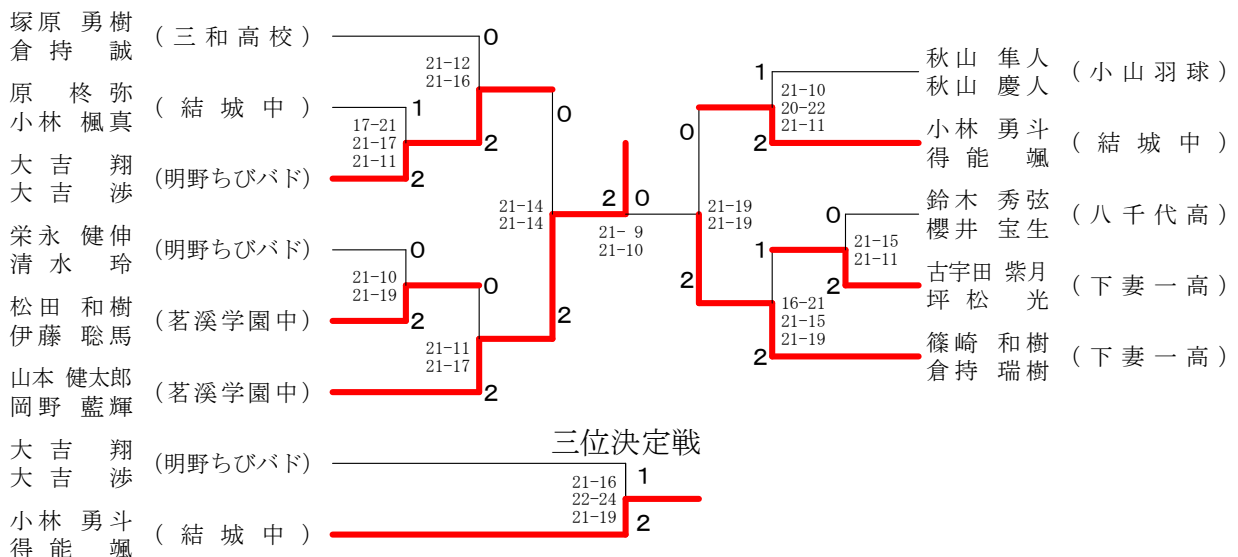 塚原 勇樹
倉持 誠
(三和高校)
0
21-12
21-16
原 柊弥
小林 楓真
(結城中)
1
17-21
21-17
21-11
2
大吉 翔
大吉 渉
(明野ちびバド)
2
0
栄永 健伸
清水 玲
(明野ちびバド)
0
21-10
21-19
0
松田 和樹
伊藤 聡馬
(茗溪学園中)
2
21-11
21-17
山本 健太郎
岡野 藍輝
(茗溪学園中)
2
21-14
21-14
2
2 0
21- 9
21-10
秋山 隼人
秋山 慶人
(小山羽球)
1
21-10
20-22
21-11
小林 勇斗
得能 颯
(結城中)
2
0
21-19
21-19
2
鈴木 秀弦
櫻井 宝生
(八千代高)
0
21-15
21-11
古宇田 紫月
坪松 光
(下妻一高)
2
1
16-21
21-15
21-19
篠崎 和樹
倉持 瑞樹
(下妻一高)
2
三位決定戦
大吉 翔
大吉 渉
(明野ちびバド)
1
21-16
22-24
21-19
小林 勇斗
得能 颯
(結城中)
2